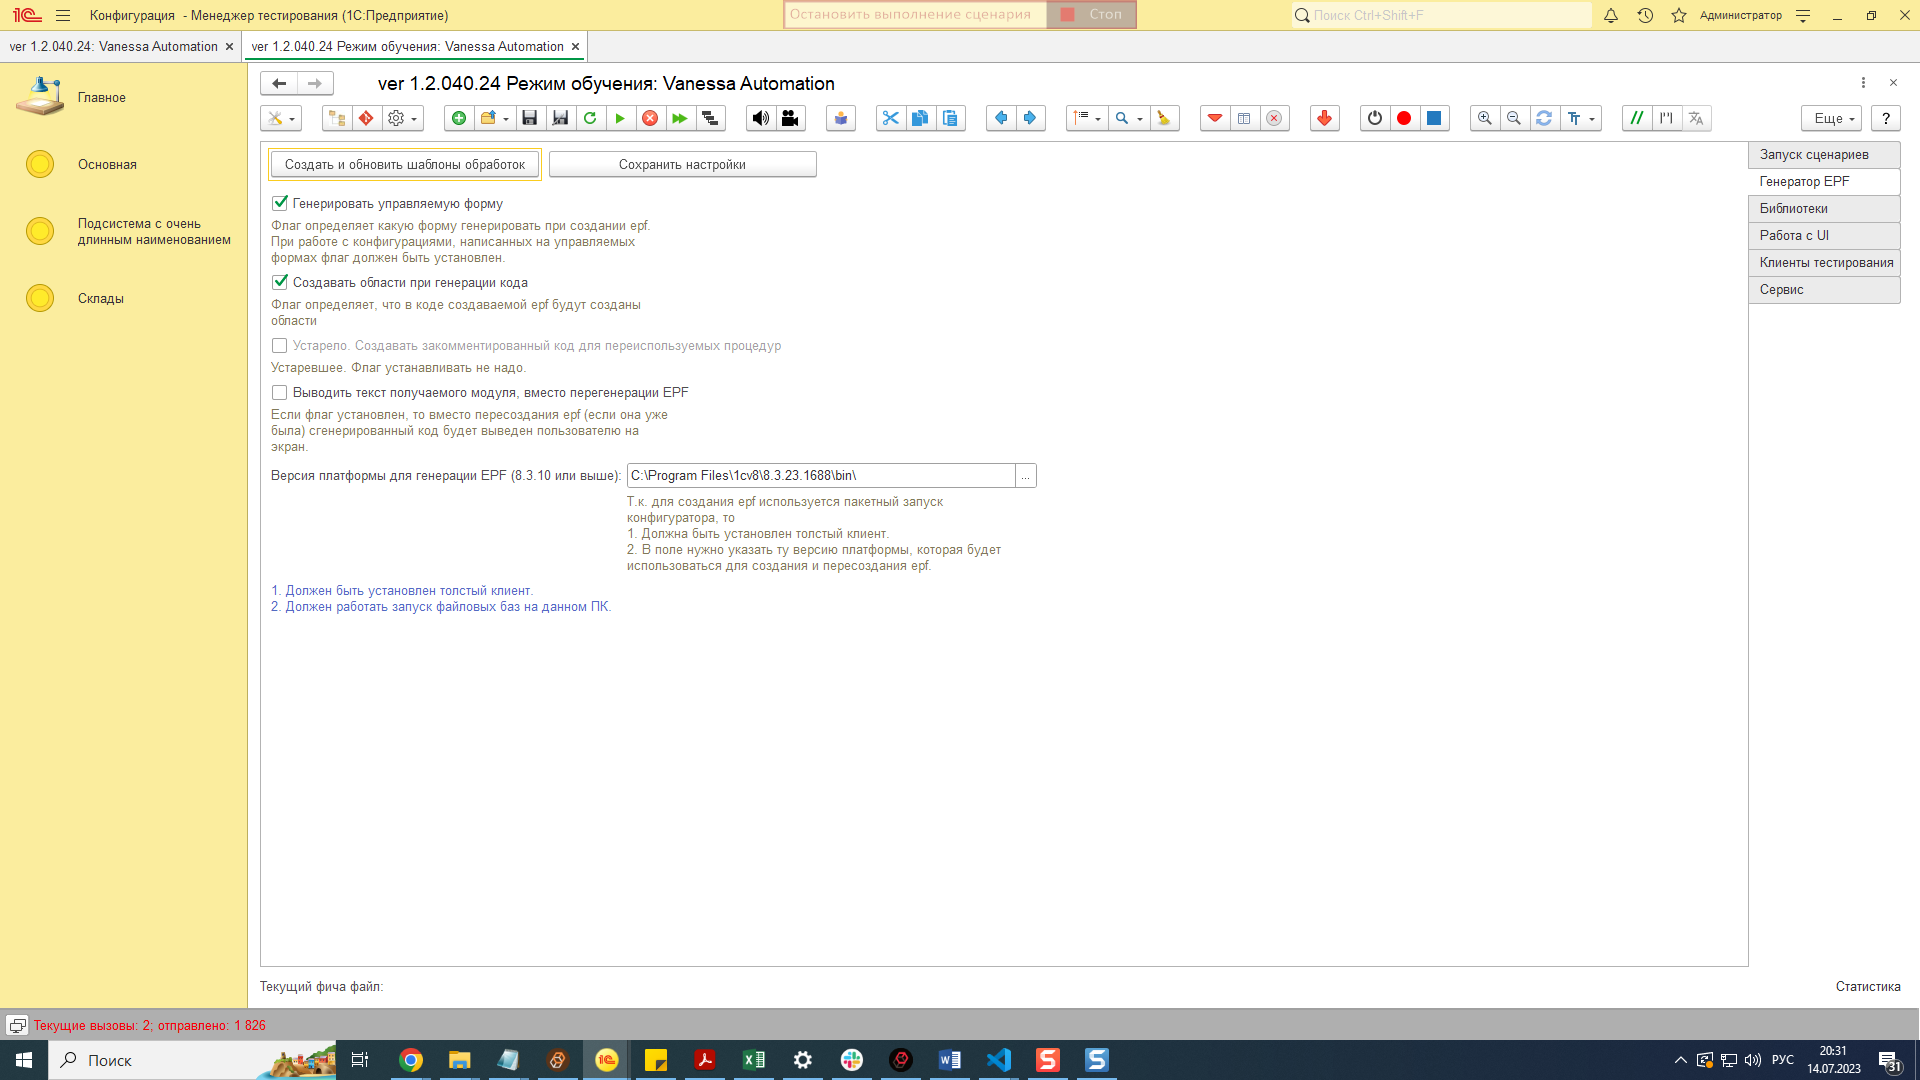 Конфигурация - Менеджер тестирования (1С:Предприятие)
Остановить выполнение сценария
Стоп
Поиск Ctrl+Shift+F
Администратор
ver 1.2.040.24: Vanessa Automation
ver 1.2.040.24 Режим обучения: Vanessa Automation
Главное
Основная
Подсистема с очень
длинным наименованием
Склады
ver 1.2.040.24 Режим обучения: Vanessa Automation
Еще
?
Создать и обновить шаблоны обработок
Сохранить настройки
Генерировать управляемую форму
Флаг определяет какую форму генерировать при создании epf.
При работе с конфигурациями, написанных на управляемых
формах флаг должен быть установлен.
Создавать области при генерации кода
Флаг определяет, что в коде создаваемой epf будут созданы
области
Устарело. Создавать закомментированный код для переиспользуемых процедур
Устаревшее. Флаг устанавливать не надо.
Выводить текст получаемого модуля, вместо перегенерации EPF
Если флаг установлен, то вместо пересоздания epf (если она уже
была) сгенерированный код будет выведен пользователю на
экран.
Версия платформы для генерации EPF (8.3.10 или выше):
C:\Program Files\1cv8\8.3.23.1688\bin\
...
Т.к. для создания epf используется пакетный запуск
конфигуратора, то
1. Должна быть установлен толстый клиент.
2. В поле нужно указать ту версию платформы, которая будет
использоваться для создания и пересоздания epf.
1. Должен быть установлен толстый клиент.
2. Должен работать запуск файловых баз на данном ПК.
Запуск сценариев
Генератор EPF
Библиотеки
Работа с UI
Клиенты тестирования
Сервис
Текущий фича файл:
Статистика
Текущие вызовы: 2; отправлено: 1 826
Поиск
РУС
20:31
14.07.2023
31